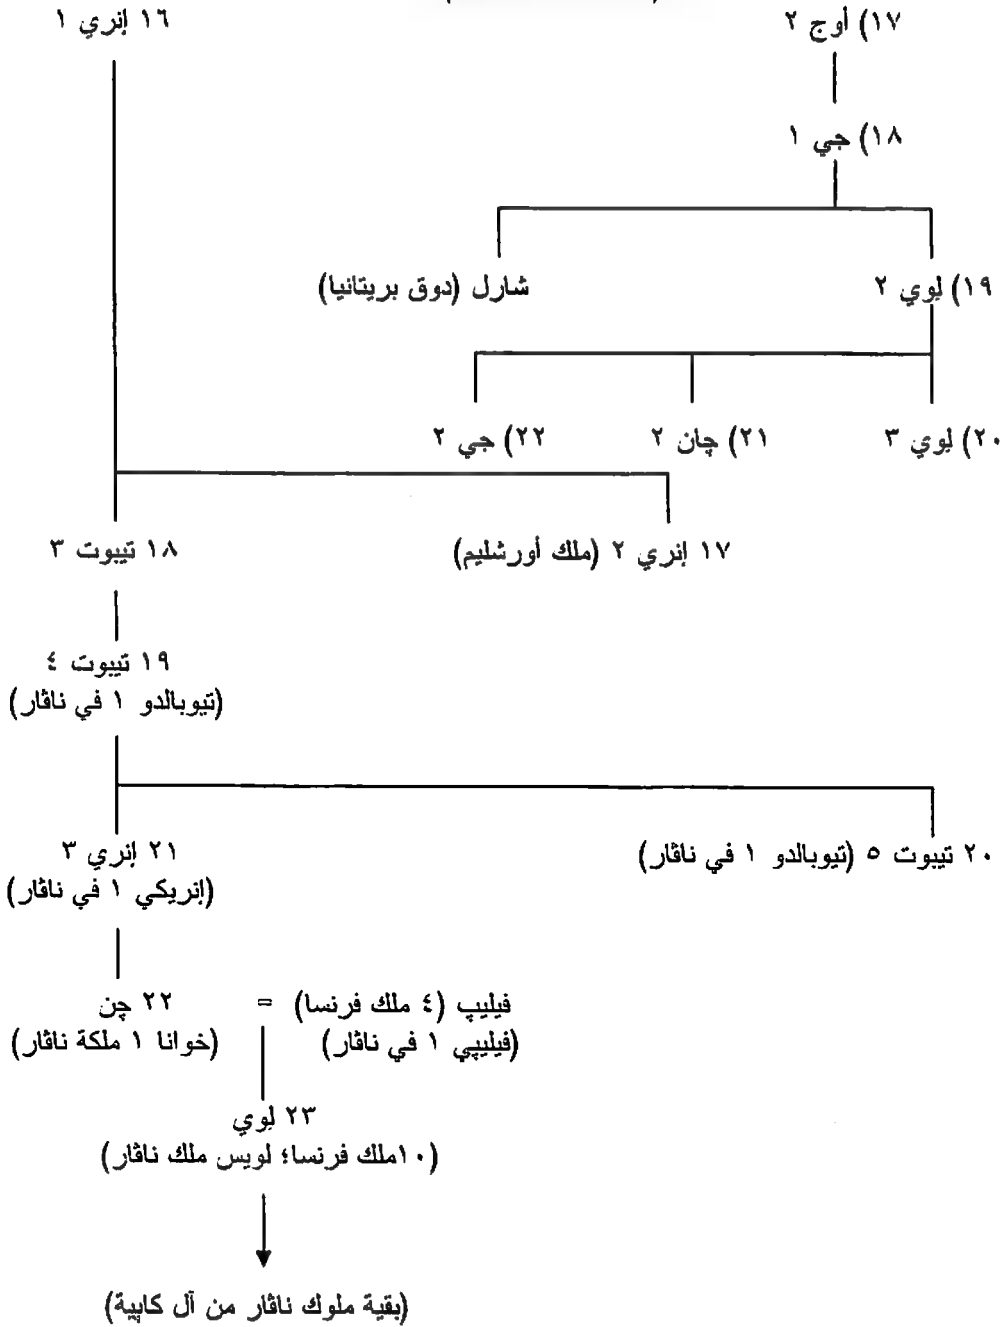 ١٧) أوج ٢
١٦ إنري ١
١٨) جي ١
١٩) لوي ٢
شارل (دوق بريتانيا)
٢٠) لوي ٣
٢١) چان ٢
٢٢) جي ٢
١٧ إنري ٢ (ملك أورشليم)
١٨ تيبوت ٣
١٩ تيبوت ٤
(تيوبالدو ١ في ناڤار)
٢٠ تيبوت ٥ (تيوبالدو ١ في ناڤار)
٢١ إنري ٣
(إنريكي ١ في ناڤار)
فيليپ (٤ ملك فرنسا) = ٢٢ چن
(فيليپي ١ في ناڤار) (خوانا ١ ملكة ناڤار)
٢٣ لوي
(١٠ملك فرنسا؛ لويس ملك ناڤار)
(بقية ملوك ناڤار من آل كاپية)